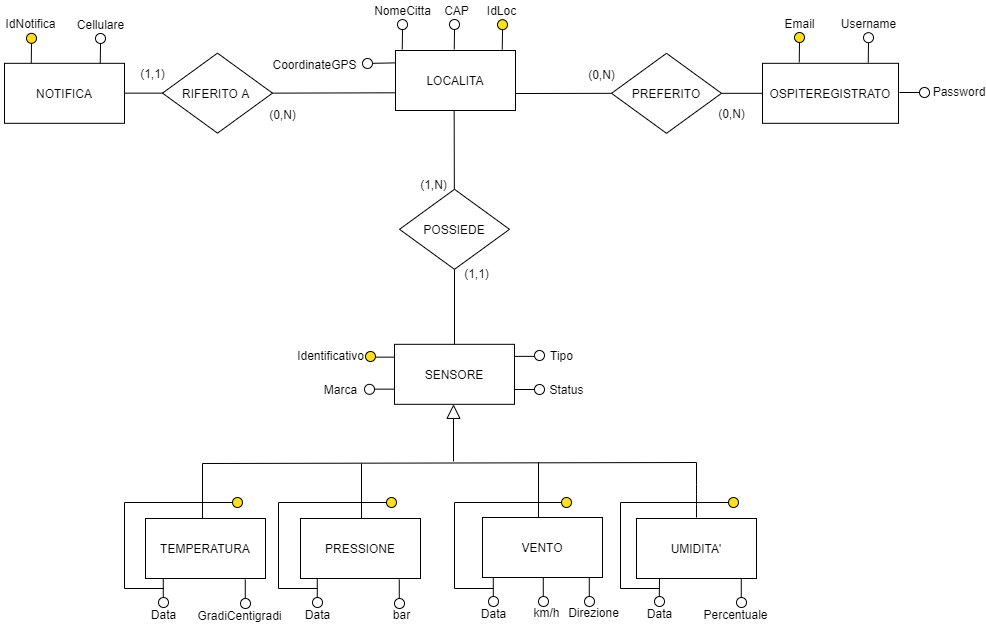 NomeCitta CAP IdLoc
IdNotifica Cellulare
Email Username
CoordinateGPS
NOTIFICA
(1,1)
RIFERITO A
(0,N)
LOCALITA
(0,N)
PREFERITO
(0,N)
OSPITEREGISTRATO
Password
(1,N)
POSSIEDE
(1,1)
Identificativo
Marca
SENSORE
Tipo
Status
TEMPERATURA
PRESSIONE
VENTO
UMIDITA'
Data GradiCentigradi
Data bar
Data km/h Direzione
Data Percentuale